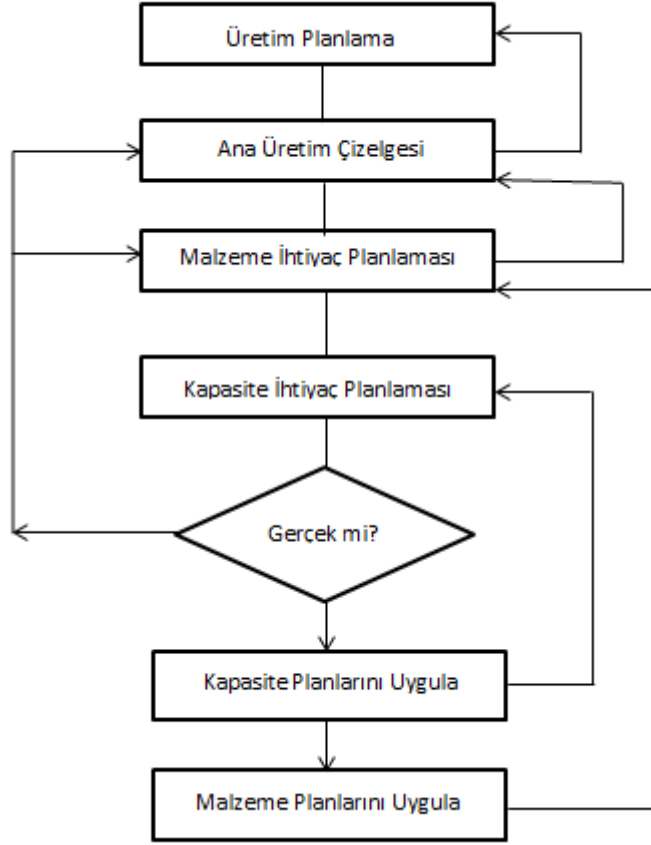 Üretim Planlama
Ana Üretim Çizelgesi
Malzeme İhtiyaç Planlaması
Kapasite İhtiyaç Planlaması
Gerçek mi?
Kapasite Planlarını Uygula
Malzeme Planlarını Uygula